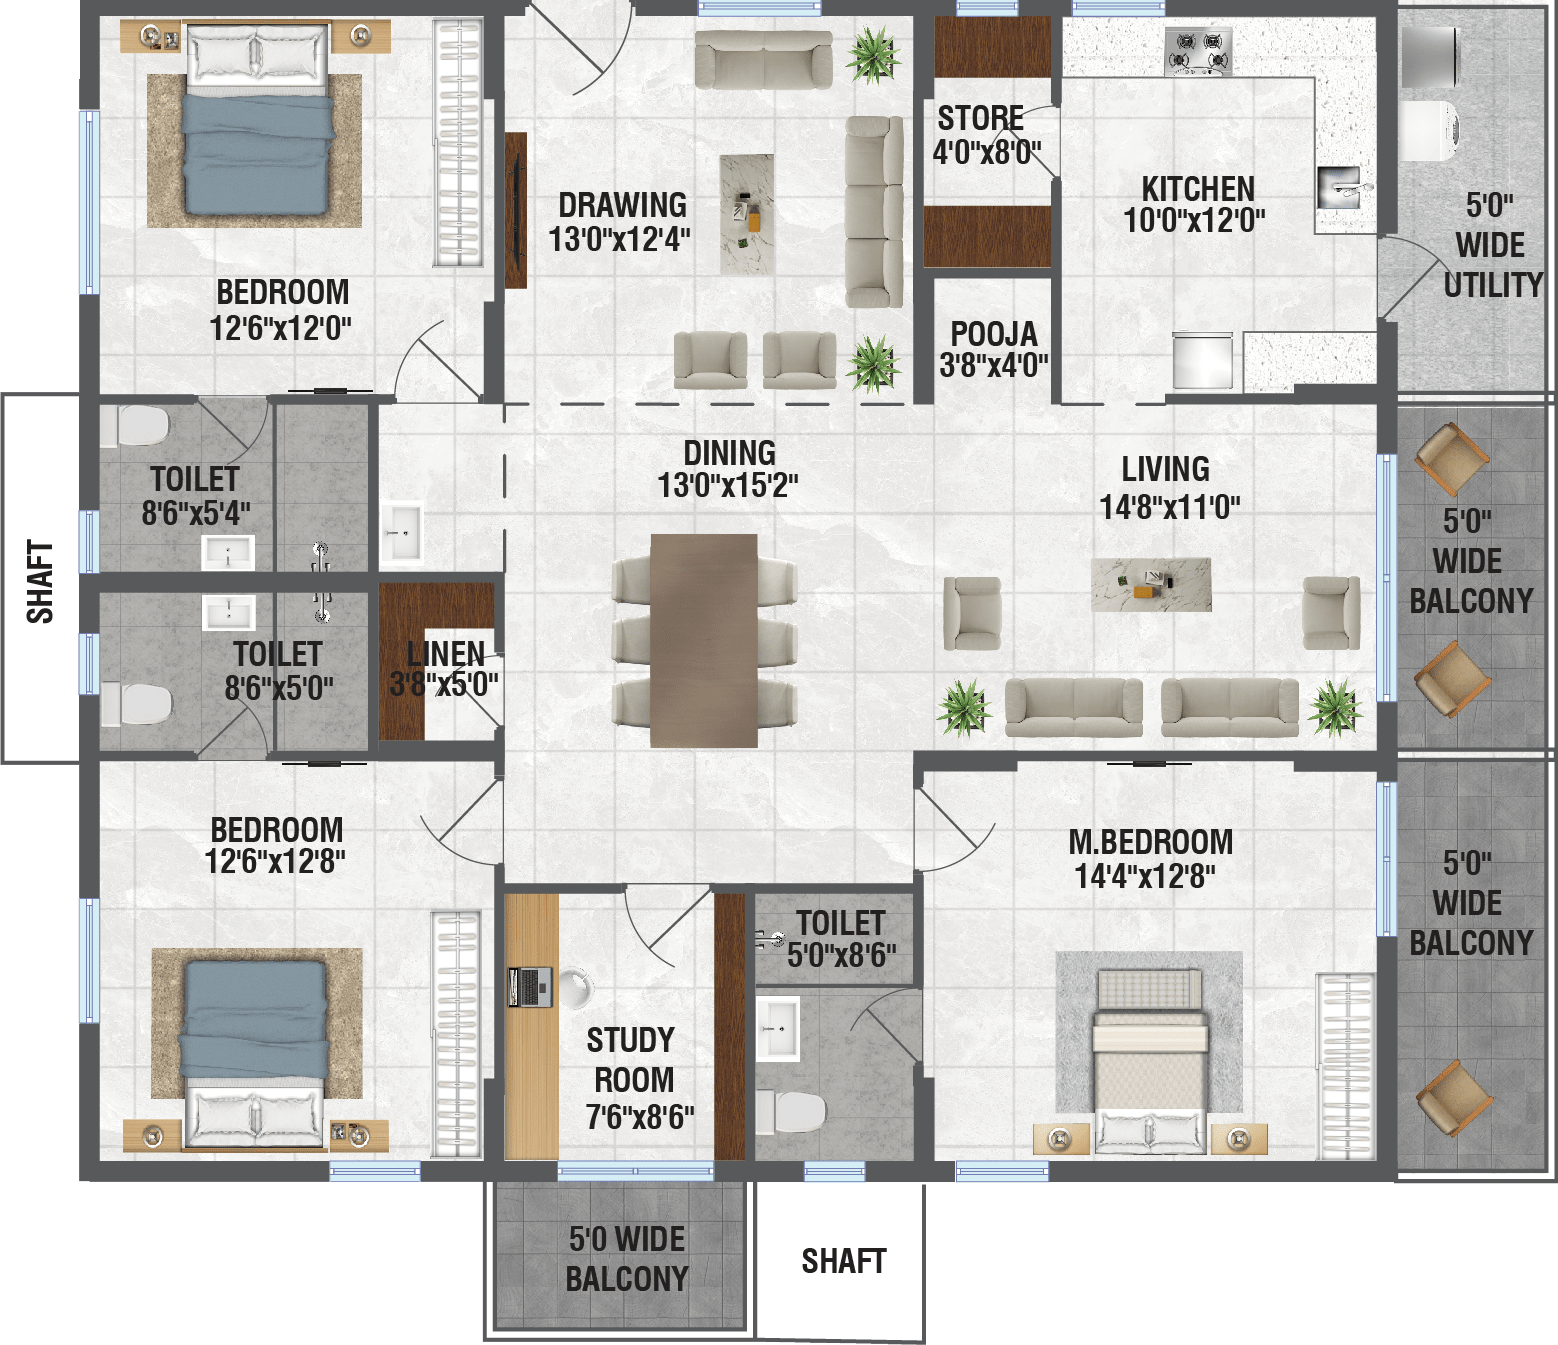 STORE
4'0"x8'0"
DRAWING
13'0"x12'4"
KITCHEN
10'0"x12'0"
5'0"
WIDE
UTILITY
BEDROOM
12'6"x12'0"
POOJA
3'8"x4'0"
TOILET
8'6"x5'4"
DINING
13'0"x15'2"
LIVING
14'8"x11'0"
5'0"
WIDE
BALCONY
SHAFT
TOILET
8'6"x5'0"
LINEN
3'8"x5'0"
BEDROOM
12'6"x12'8"
M.BEDROOM
14'4"x12'8"
5'0"
WIDE
BALCONY
TOILET
5'0"x8'6"
STUDY
ROOM
7'6"x8'6"
5'0 WIDE
BALCONY
SHAFT